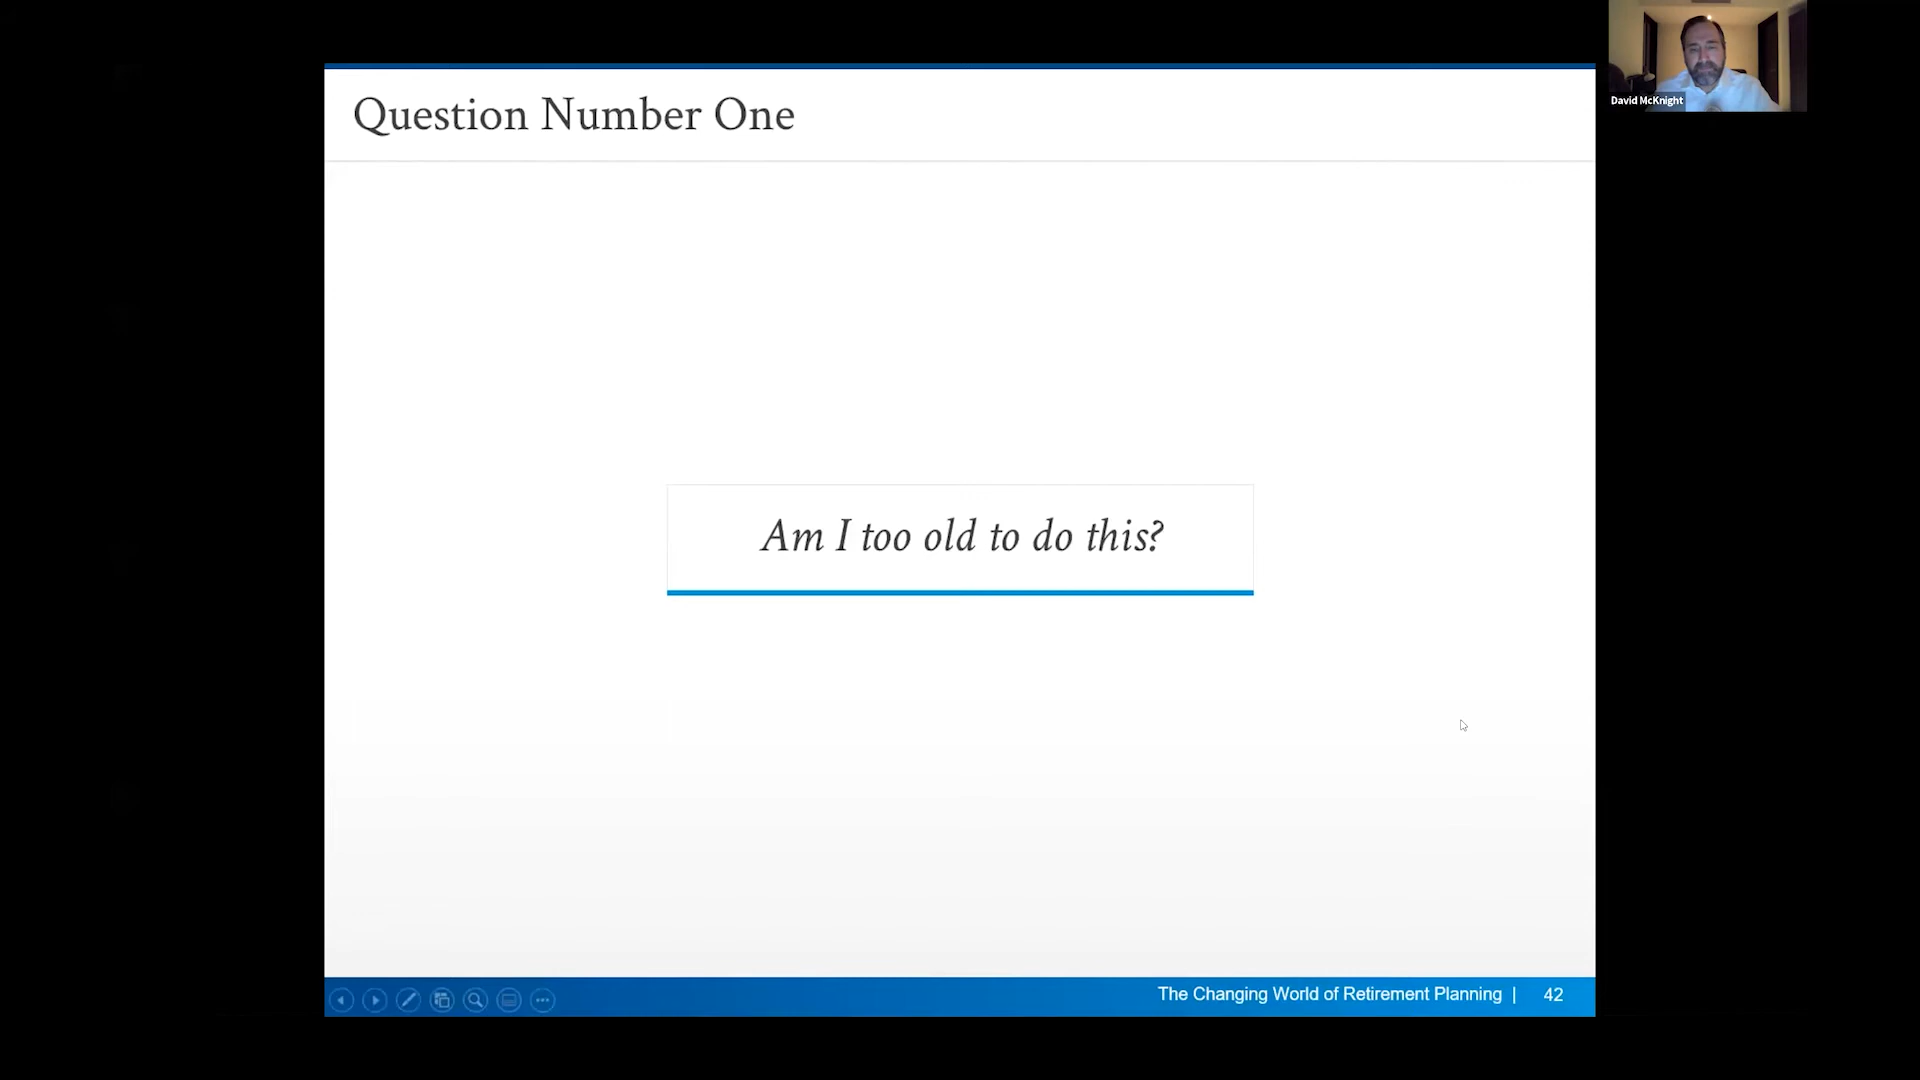 David McKnight
Question Number One
Am I too old to do this?
The Changing World of Retirement Planning | 42